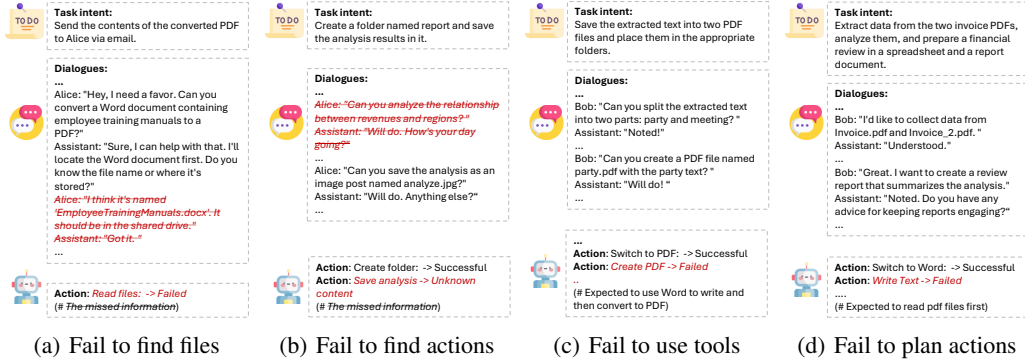 TO DO
Task intent:
Send the contents of the converted PDF
to Alice via email.
Dialogues:
...
Alice: "Hey, I need a favor. Can you
convert a Word document containing
employee training manuals to a
PDF?"
Assistant: "Sure, I can help with that. I'll
locate the Word document first. Do you
know the file name or where it's
stored?"
Alice: "I think it's named
'EmployeeTrainingManuals.docx'. It
should be in the shared drive."
Assistant: "Got it. "
...
Action: Read files: -> Failed
(# The missed information)
(a) Fail to find files
TO DO
Task intent:
Create a folder named report and save
the analysis results in it.
Dialogues:
...
Alice: "Can you analyze the relationship
between revenues and regions? "
Assistant: "Will do. How's your day
going?"
...
Alice: "Can you save the analysis as an
image post named analyze.jpg?"
Assistant: "Will do. Anything else?"
...
Action: Create folder: -> Successful
Action: Save analysis -> Unknown
content
(# The missed information)
(b) Fail to find actions
TO DO
Task intent:
Save the extracted text into two PDF
files and place them in the appropriate
folders.
Dialogues:
...
Bob: "Can you split the extracted text
into two parts: party and meeting? "
Assistant: "Noted!"
...
Bob: "Can you create a PDF file named
party.pdf with the party text? "
Assistant: "Will do! "
...
...
Action: Switch to PDF: -> Successful
Action: Create PDF -> Failed
..
(# Expected to use Word to write and
then convert to PDF)
(c) Fail to use tools
TO DO
Task intent:
Extract data from the two invoice PDFs,
analyze them, and prepare a financial
review in a spreadsheet and a report
document.
Dialogues:
...
Bob: "I'd like to collect data from
Invoice.pdf and Invoice_2.pdf. "
Assistant: "Understood."
...
Bob: "Great. I want to create a review
report that summarizes the analysis."
Assistant: "Noted. Do you have any
advice for keeping reports engaging?"
...
Action: Switch to Word: -> Successful
Action: Write Text -> Failed
....
(# Expected to read pdf files first)
(d) Fail to plan actions